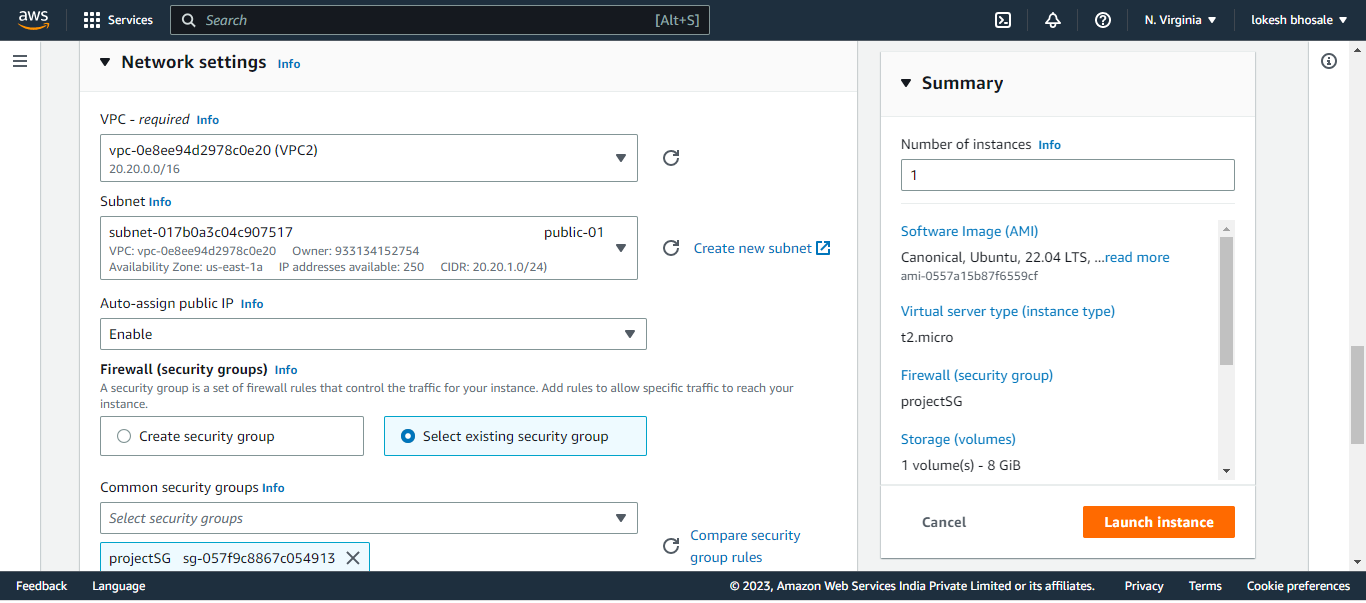 aws
Services
Search
[Alt+S]
N. Virginia
lokesh bhosale
Network settings Info
VPC - required Info
vpc-0e8ee94d2978c0e20 (VPC2)
20.20.0.0/16
Subnet Info
subnet-017b0a3c04c907517 public-01
VPC: vpc-0e8ee94d2978c0e20 Owner: 933134152754
Availability Zone: us-east-1a IP addresses available: 250 CIDR: 20.20.1.0/24)
Create new subnet
Auto-assign public IP Info
Enable
Firewall (security groups) Info
A security group is a set of firewall rules that control the traffic for your instance. Add rules to allow specific traffic to reach your
instance.
Create security group
Select existing security group
Common security groups Info
Select security groups
projectSG sg-057f9c8867c054913
Compare security
group rules
Summary
Number of instances Info
1
Software Image (AMI)
Canonical, Ubuntu, 22.04 LTS, ...read more
ami-0557a15b87f6559cf
Virtual server type (instance type)
t2.micro
Firewall (security group)
projectSG
Storage (volumes)
1 volume(s) - 8 GiB
Cancel
Launch instance
Feedback
Language
© 2023, Amazon Web Services India Private Limited or its affiliates.
Privacy
Terms
Cookie preferences